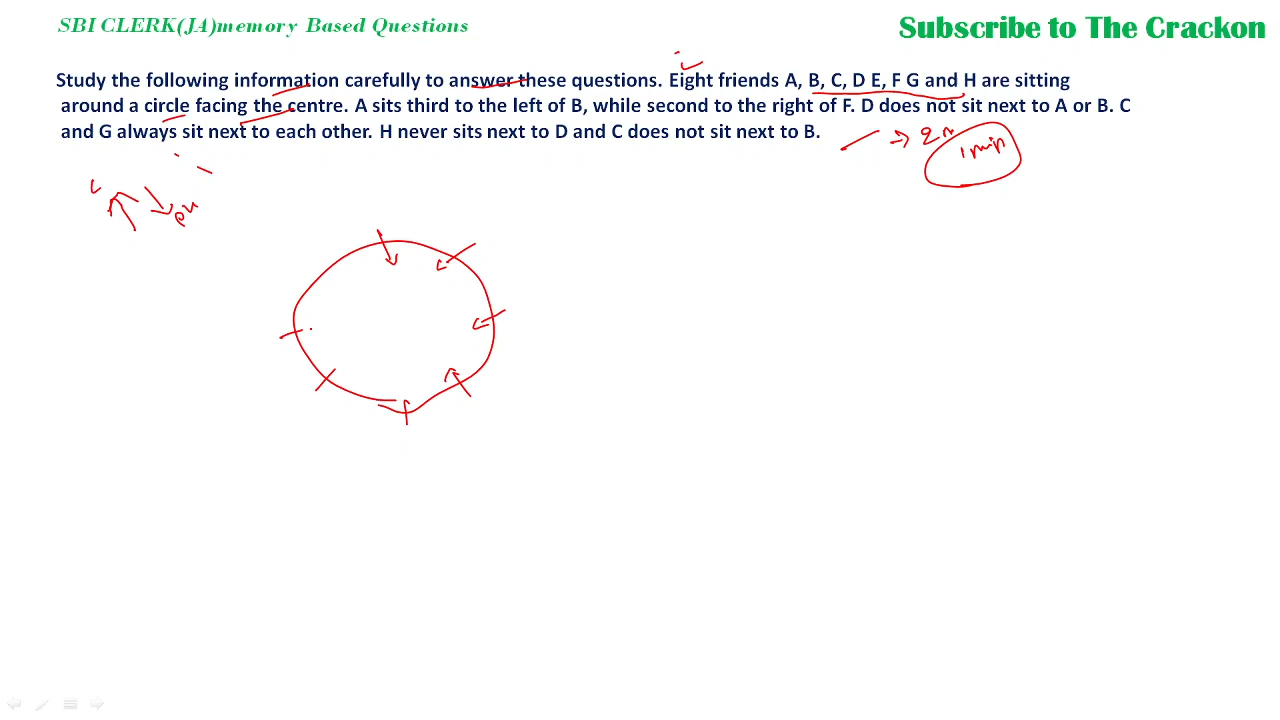 SBI CLERK(JA)memory Based Questions
Subscribe to The Crackon
Study the following information carefully to answer these questions. Eight friends A, B, C, D E, F G and H are sitting
around a circle facing the centre. A sits third to the left of B, while second to the right of F. D does not sit next to A or B. C
and G always sit next to each other. H never sits next to D and C does not sit next to B.
1 min